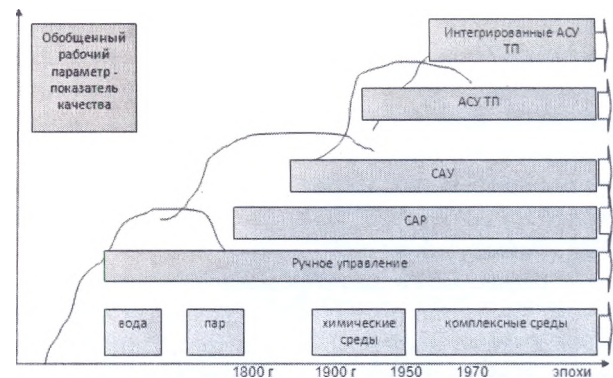 Обобщенный
рабочий
параметр -
показатель
качества
Интегрированные АСУ
ТП
АСУ ТП
САУ
САР
Ручное управление
вода
пар
химические
среды
комплексные среды
1800 г
1900 г
1950
1970
эпохи